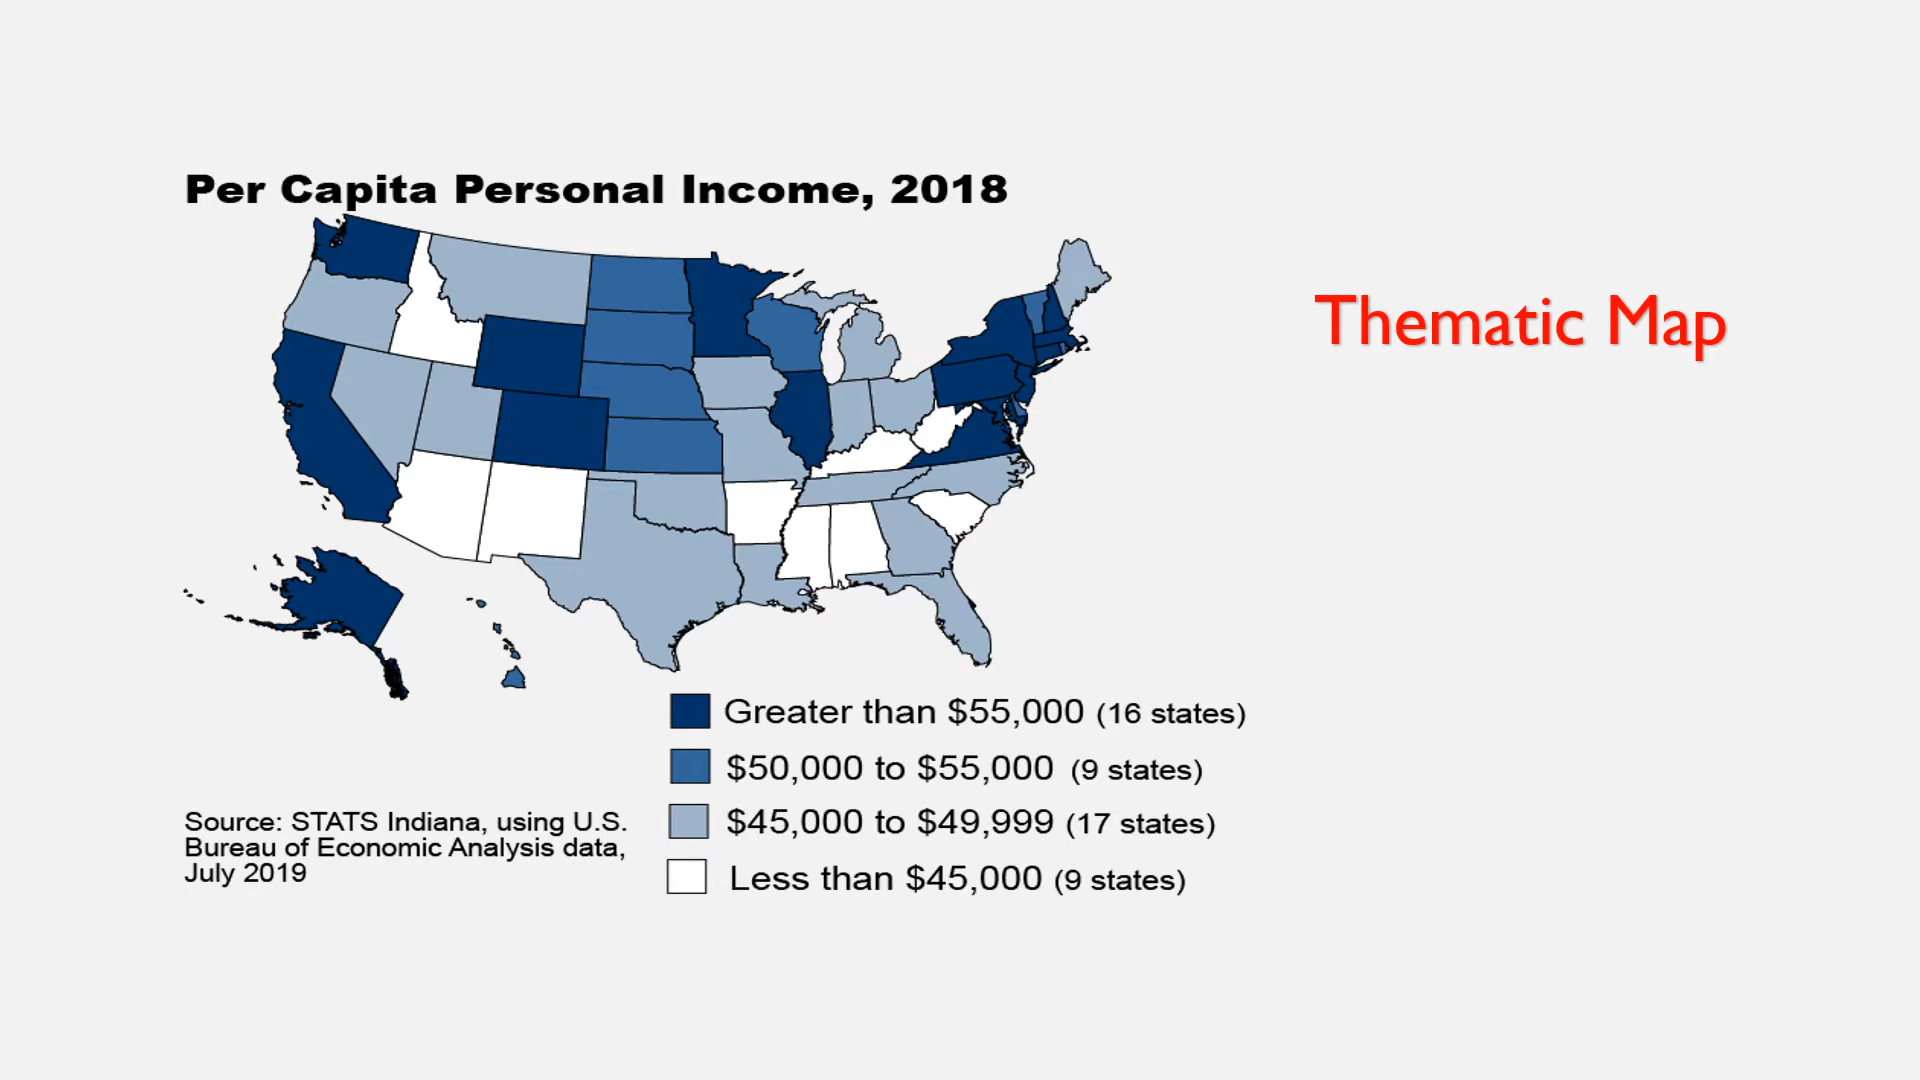 Per Capita Personal Income, 2018
Thematic Map
Greater than $55,000 (16 states)
$50,000 to $55,000 (9 states)
$45,000 to $49,999 (17 states)
Less than $45,000 (9 states)
Source: STATS Indiana, using U.S.
Bureau of Economic Analysis data,
July 2019